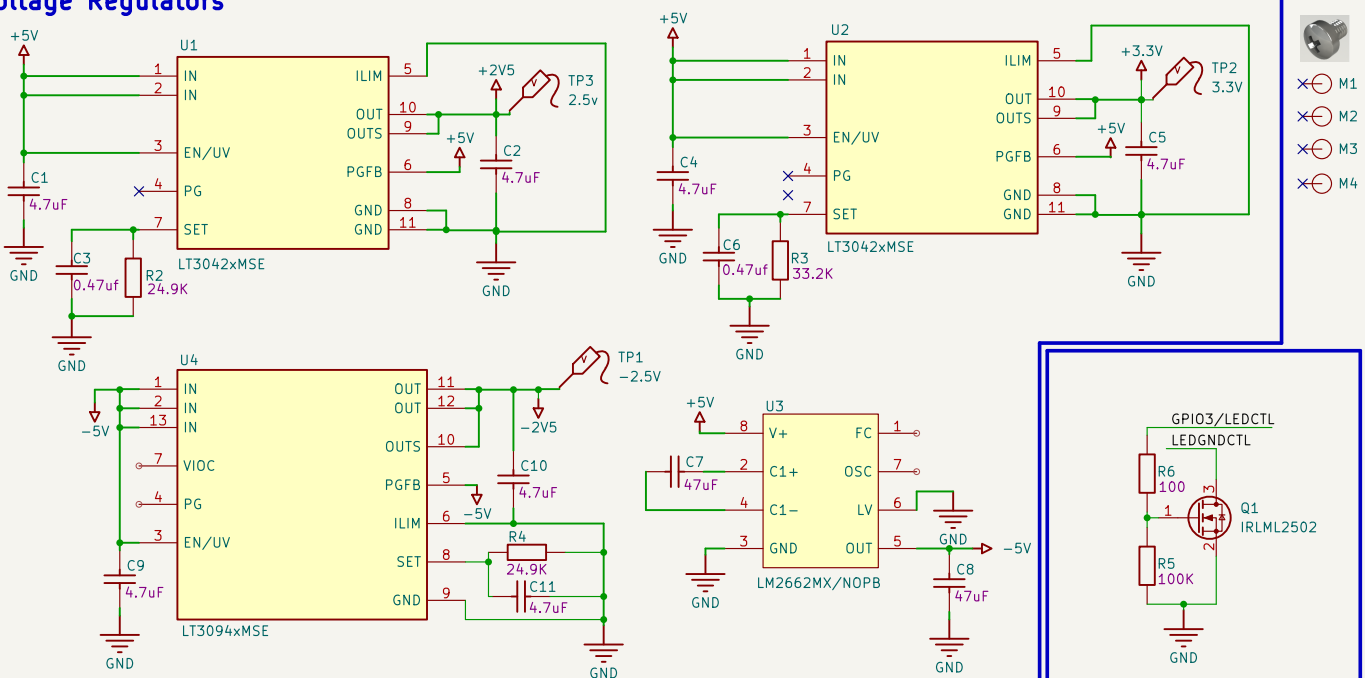 Voltage Regulators
+5V
U1
1 IN
2 IN
3 EN/UV
4 PG
7 SET
ILIM 5
OUT 10
OUTS 9
PGFB 6
GND 8
GND 11
LT3042xMSE
+2V5
TP3
2.5v
+5V
C2
4.7uF
GND
C1
4.7uF
GND
C3
0.47uf
R2
24.9K
GND
+5V
U2
1 IN
2 IN
3 EN/UV
4 PG
7 SET
ILIM 5
OUT 10
OUTS 9
PGFB 6
GND 8
GND 11
LT3042xMSE
+3.3V
TP2
3.3V
+5V
C5
4.7uF
GND
C4
4.7uF
GND
C6
0.47uf
R3
33.2K
GND
M1
M2
M3
M4
U4
1 IN
2 IN
13 IN
7 VIOC
4 PG
3 EN/UV
OUT 11
OUT 12
OUTS 10
PGFB 5
ILIM 6
SET 8
GND 9
LT3094xMSE
-5V
C9
4.7uF
GND
TP1
-2.5V
-2V5
C10
4.7uF
-5V
R4
24.9K
C11
4.7uF
GND
+5V
U3
8 V+
2 C1+
4 C1-
3 GND
FC 1
OSC 7
LV 6
OUT 5
LM2662MX/NOPB
C7
47uF
GND
GND
-5V
C8
47uF
GND
GPIO3/LEDCTL
LEDGNDCTL
R6
100
1
3
2
Q1
IRLML2502
R5
100K
GND